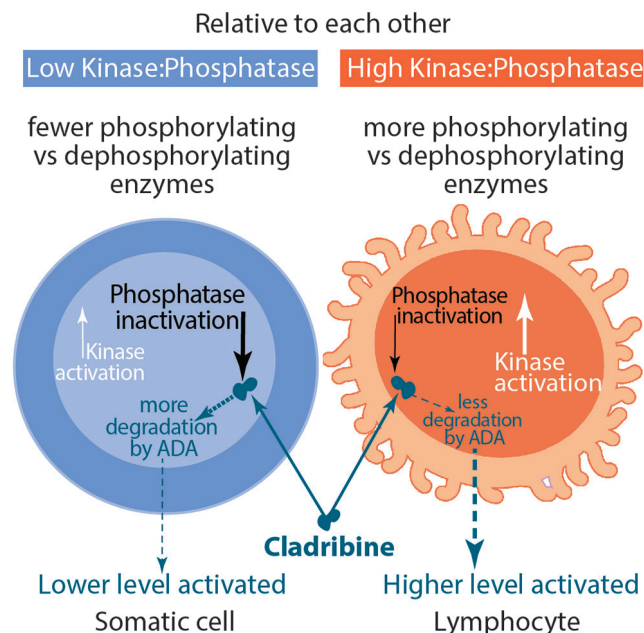 Relative to each other
Low Kinase:Phosphatase
High Kinase:Phosphatase
fewer phosphorylating
vs dephosphorylating
enzymes
more phosphorylating
vs dephosphorylating
enzymes
Phosphatase
inactivation
Kinase
activation
more
degradation
by ADA
Phosphatase
inactivation
Kinase
activation
less
degradation
by ADA
Cladribine
Lower level activated
Higher level activated
Somatic cell
Lymphocyte